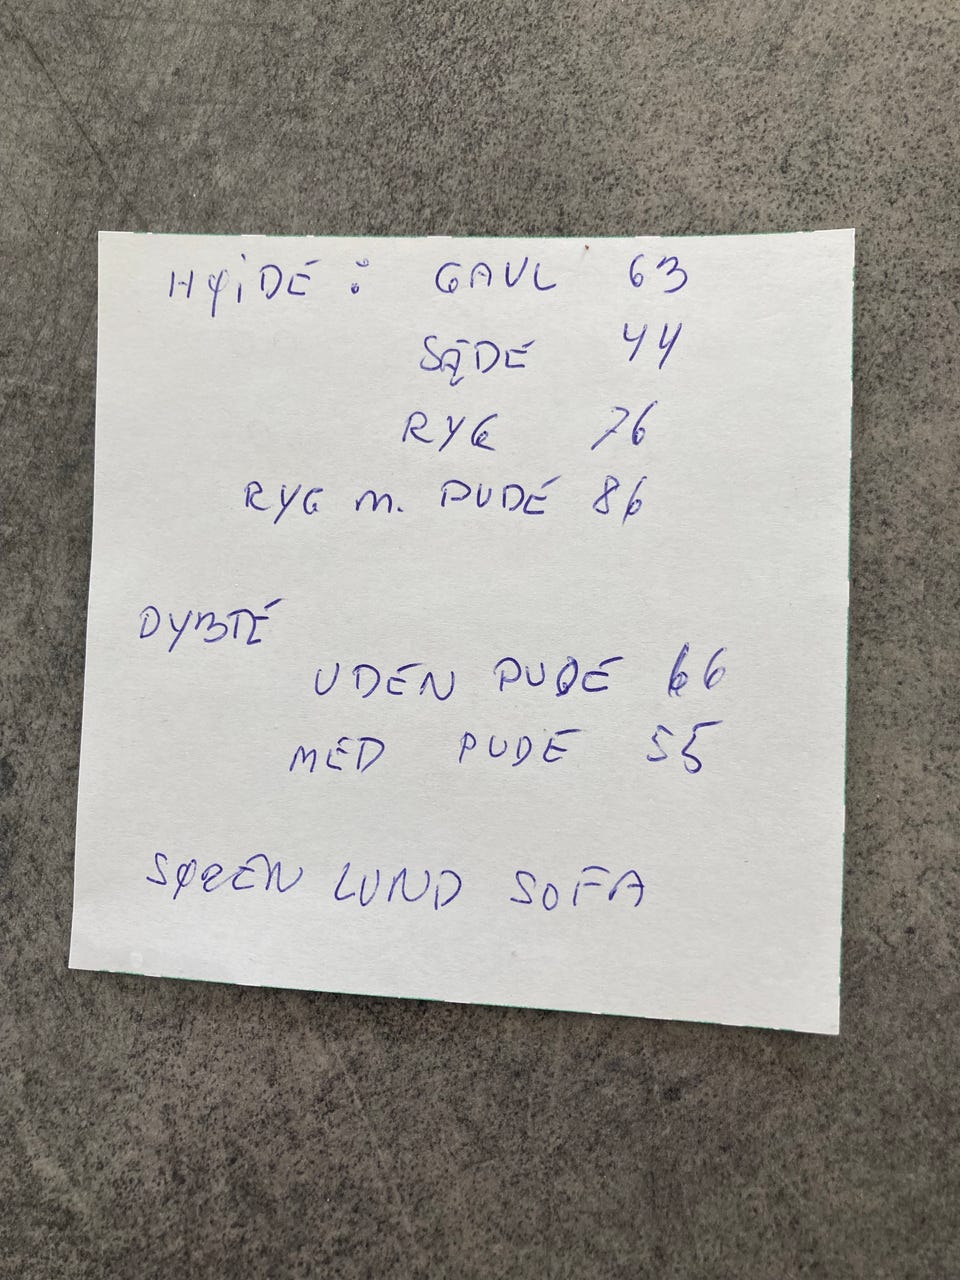 HØJDE : GAVL 63
SÆDE 44
RYG 76
RYG M. PUDE 86
DYBTE
UDEN PUDE 66
MED PUDE 55
SØREN LUND SOFA